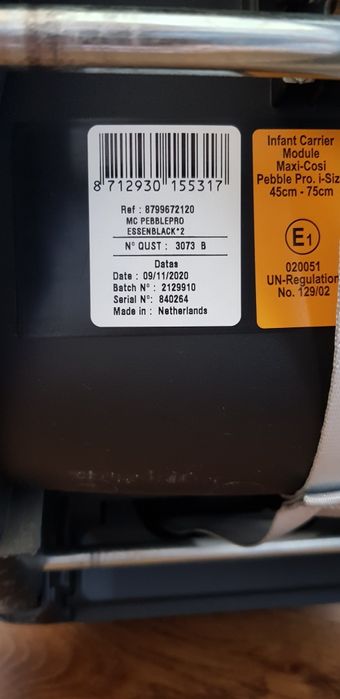 8 712930 155317
Ref : 8799672120
MC PEBBLEPRO
ESSENBLACK*2
N° QUST : 3073 B
Datas
Date : 09/11/2020
Batch N° : 2129910
Serial N°: 840264
Made in : Netherlands
Infant Carrier
Module
Maxi-Cosi
Pebble Pro. i-Siz
45cm - 75cm
E1
020051
UN-Regulation
No. 129/02